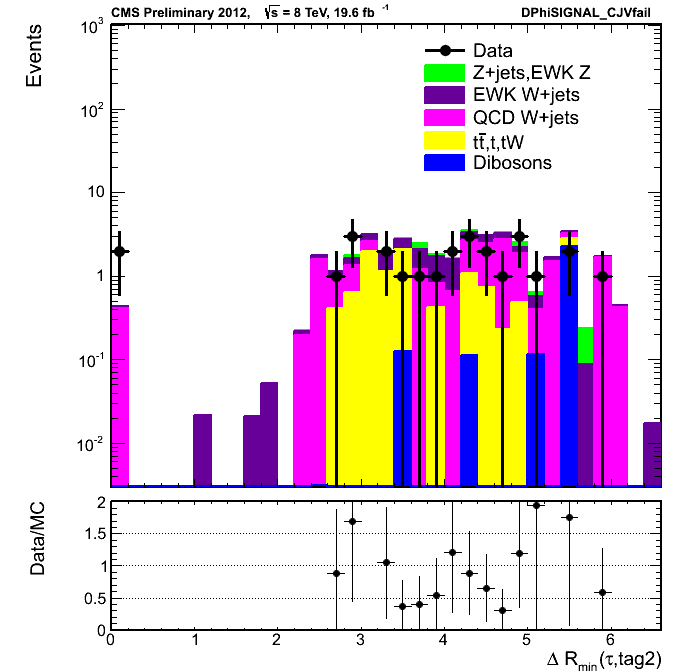 CMS Preliminary 2012, √s = 8 TeV, 19.6 fb⁻¹ DPhiSIGNAL_CJVfail
Events
10³
10²
10
1
10⁻¹
10⁻²
Data
Z+jets,EWK Z
EWK W+jets
QCD W+jets
tt̅,t,tW
Dibosons
Data/MC
2
1.5
1
0.5
0
0 1 2 3 4 5 6
Δ R_min(τ,tag2)